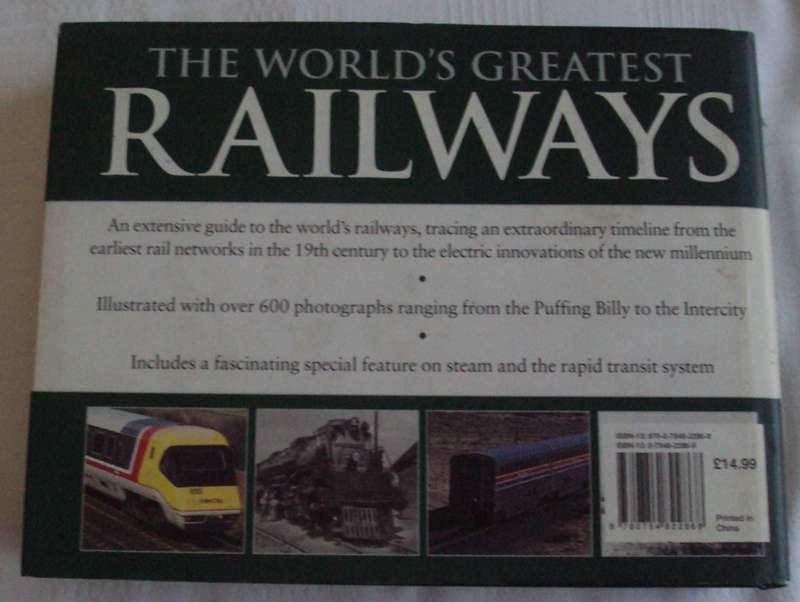 THE WORLD'S GREATEST
RAILWAYS
An extensive guide to the world's railways, tracing an extraordinary timeline from the
earliest rail networks in the 19th century to the electric innovations of the new millennium
•
Illustrated with over 600 photographs ranging from the Puffing Billy to the Intercity
•
Includes a fascinating special feature on steam and the rapid transit system
£14.99
Printed in
China